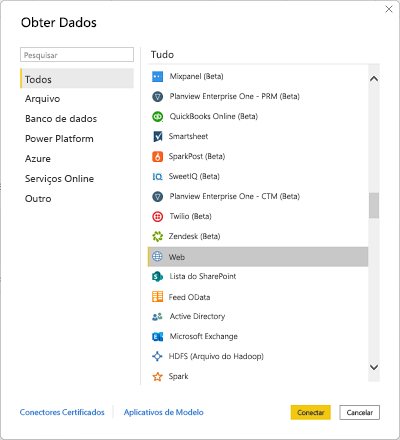 Obter Dados
Pesquisar
Todos
Arquivo
Banco de dados
Power Platform
Azure
Serviços Online
Outro
Tudo
Mixpanel (Beta)
Planview Enterprise One - PRM (Beta)
QuickBooks Online (Beta)
Smartsheet
SparkPost (Beta)
SweetIQ (Beta)
Planview Enterprise One - CTM (Beta)
Twilio (Beta)
Zendesk (Beta)
Web
Lista do SharePoint
Feed OData
Active Directory
Microsoft Exchange
HDFS (Arquivo do Hadoop)
Spark
Conectores Certificados
Aplicativos de Modelo
Conectar
Cancelar